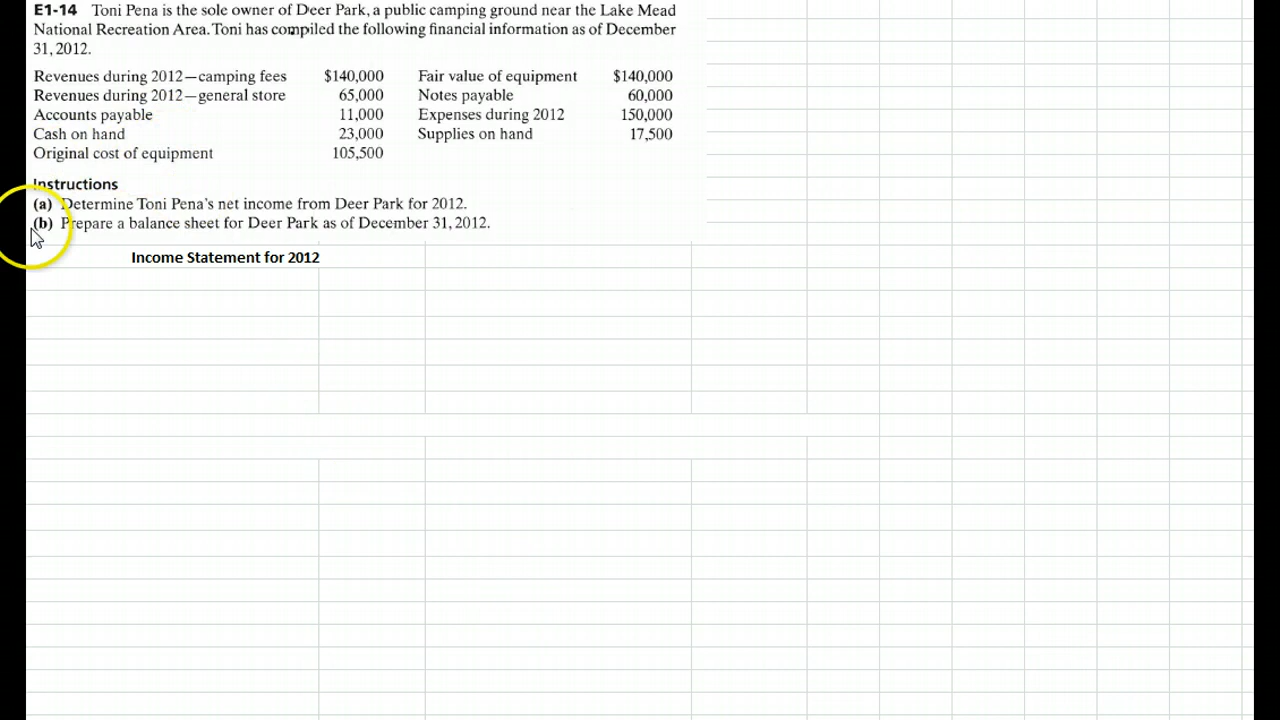 E1-14 Toni Pena is the sole owner of Deer Park, a public camping ground near the Lake Mead
National Recreation Area. Toni has compiled the following financial information as of December
31, 2012.
Revenues during 2012—camping fees $140,000 Fair value of equipment $140,000
Revenues during 2012—general store 65,000 Notes payable 60,000
Accounts payable 11,000 Expenses during 2012 150,000
Cash on hand 23,000 Supplies on hand 17,500
Original cost of equipment 105,500
Instructions
(a) Determine Toni Pena's net income from Deer Park for 2012.
(b) Prepare a balance sheet for Deer Park as of December 31, 2012.
Income Statement for 2012